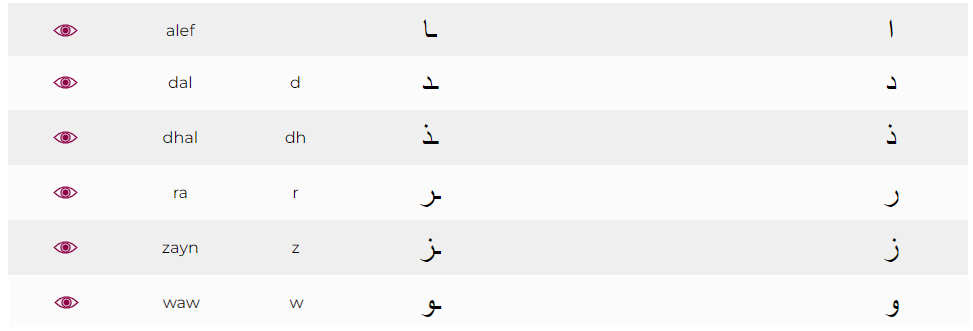 alef ـا ا
dal d ـد د
dhal dh ـذ ذ
ra r ـر ر
zayn z ـز ز
waw w ـو و